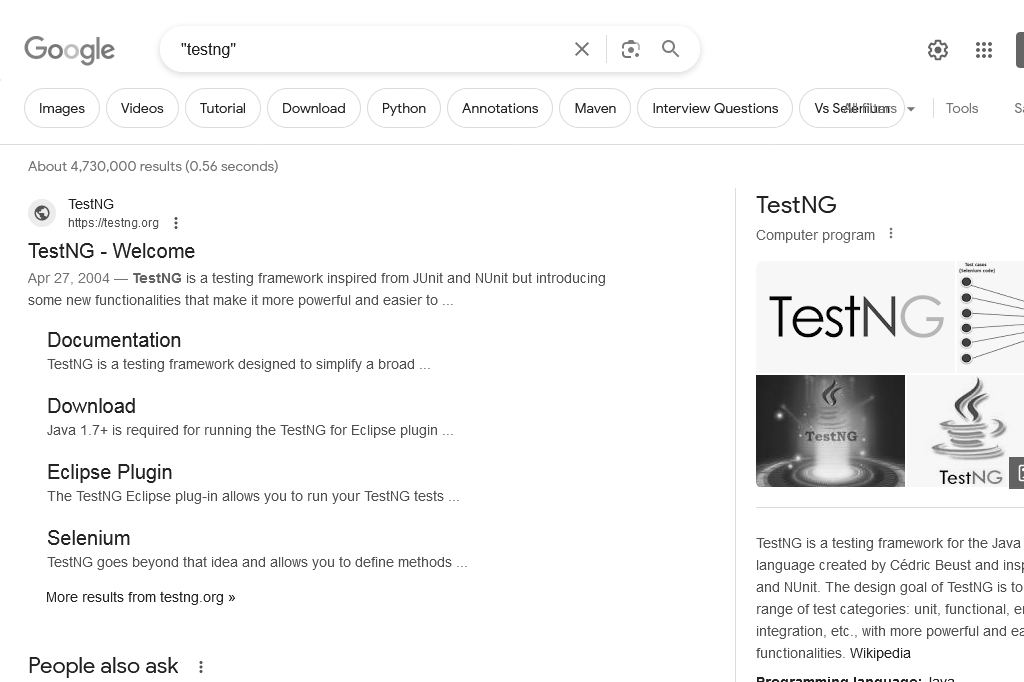 Google
"testng"
Images
Videos
Tutorial
Download
Python
Annotations
Maven
Interview Questions
Vs Selenium
All filters
Tools
About 4,730,000 results (0.56 seconds)
TestNG
https://testng.org
TestNG - Welcome
Apr 27, 2004 — TestNG is a testing framework inspired from JUnit and NUnit but introducing
some new functionalities that make it more powerful and easier to ...
Documentation
TestNG is a testing framework designed to simplify a broad ...
Download
Java 1.7+ is required for running the TestNG for Eclipse plugin ...
Eclipse Plugin
The TestNG Eclipse plug-in allows you to run your TestNG tests ...
Selenium
TestNG goes beyond that idea and allows you to define methods ...
More results from testng.org »
People also ask
TestNG
Computer program
TestNG
Test cases
(Selenium code)
TestNG
TestNG
TestNG is a testing framework for the Java
language created by Cédric Beust and insp
and NUnit. The design goal of TestNG is to
range of test categories: unit, functional, e
integration, etc., with more powerful and ea
functionalities. Wikipedia
Programming language: Java